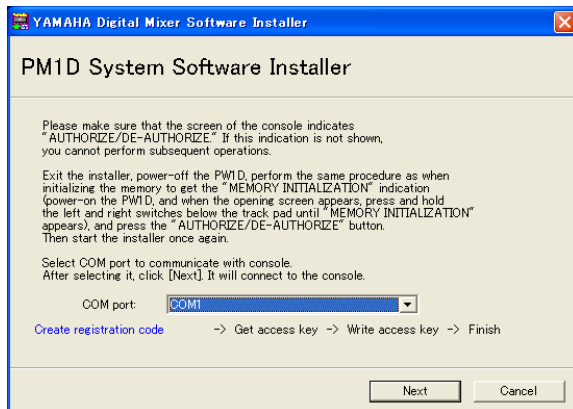 YAMAHA Digital Mixer Software Installer
PM1D System Software Installer
Please make sure that the screen of the console indicates
"AUTHORIZE/DE-AUTHORIZE." If this indication is not shown,
you cannot perform subsequent operations.
Exit the installer, power-off the PW1D, perform the same procedure as when
initializing the memory to get the "MEMORY INITIALIZATION" indication
(power-on the PW1D, and when the opening screen appears, press and hold
the left and right switches below the track pad until "MEMORY INITIALIZATION"
appears), and press the "AUTHORIZE/DE-AUTHORIZE" button.
Then start the installer once again.
Select COM port to communicate with console.
After selecting it, click [Next]. It will connect to the console.
COM port: COM1
Create registration code -> Get access key -> Write access key -> Finish
Next Cancel